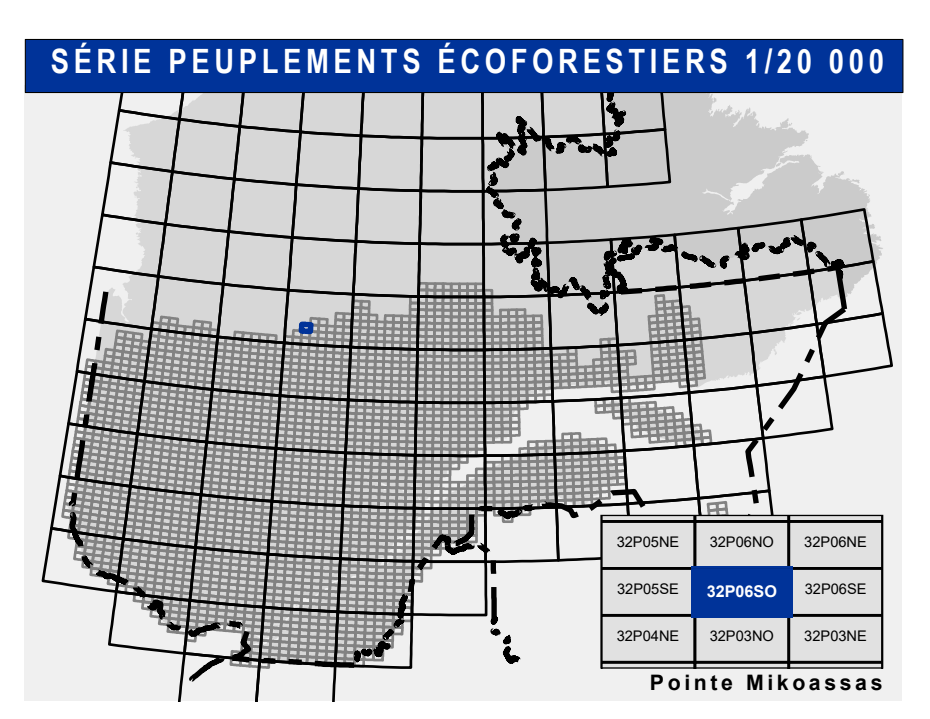 SÉRIE PEUPLEMENTS ÉCOFORESTIERS 1/20 000
32P05NE 32P06NO 32P06NE
32P05SE 32P06SO 32P06SE
32P04NE 32P03NO 32P03NE
Pointe Mikoassas